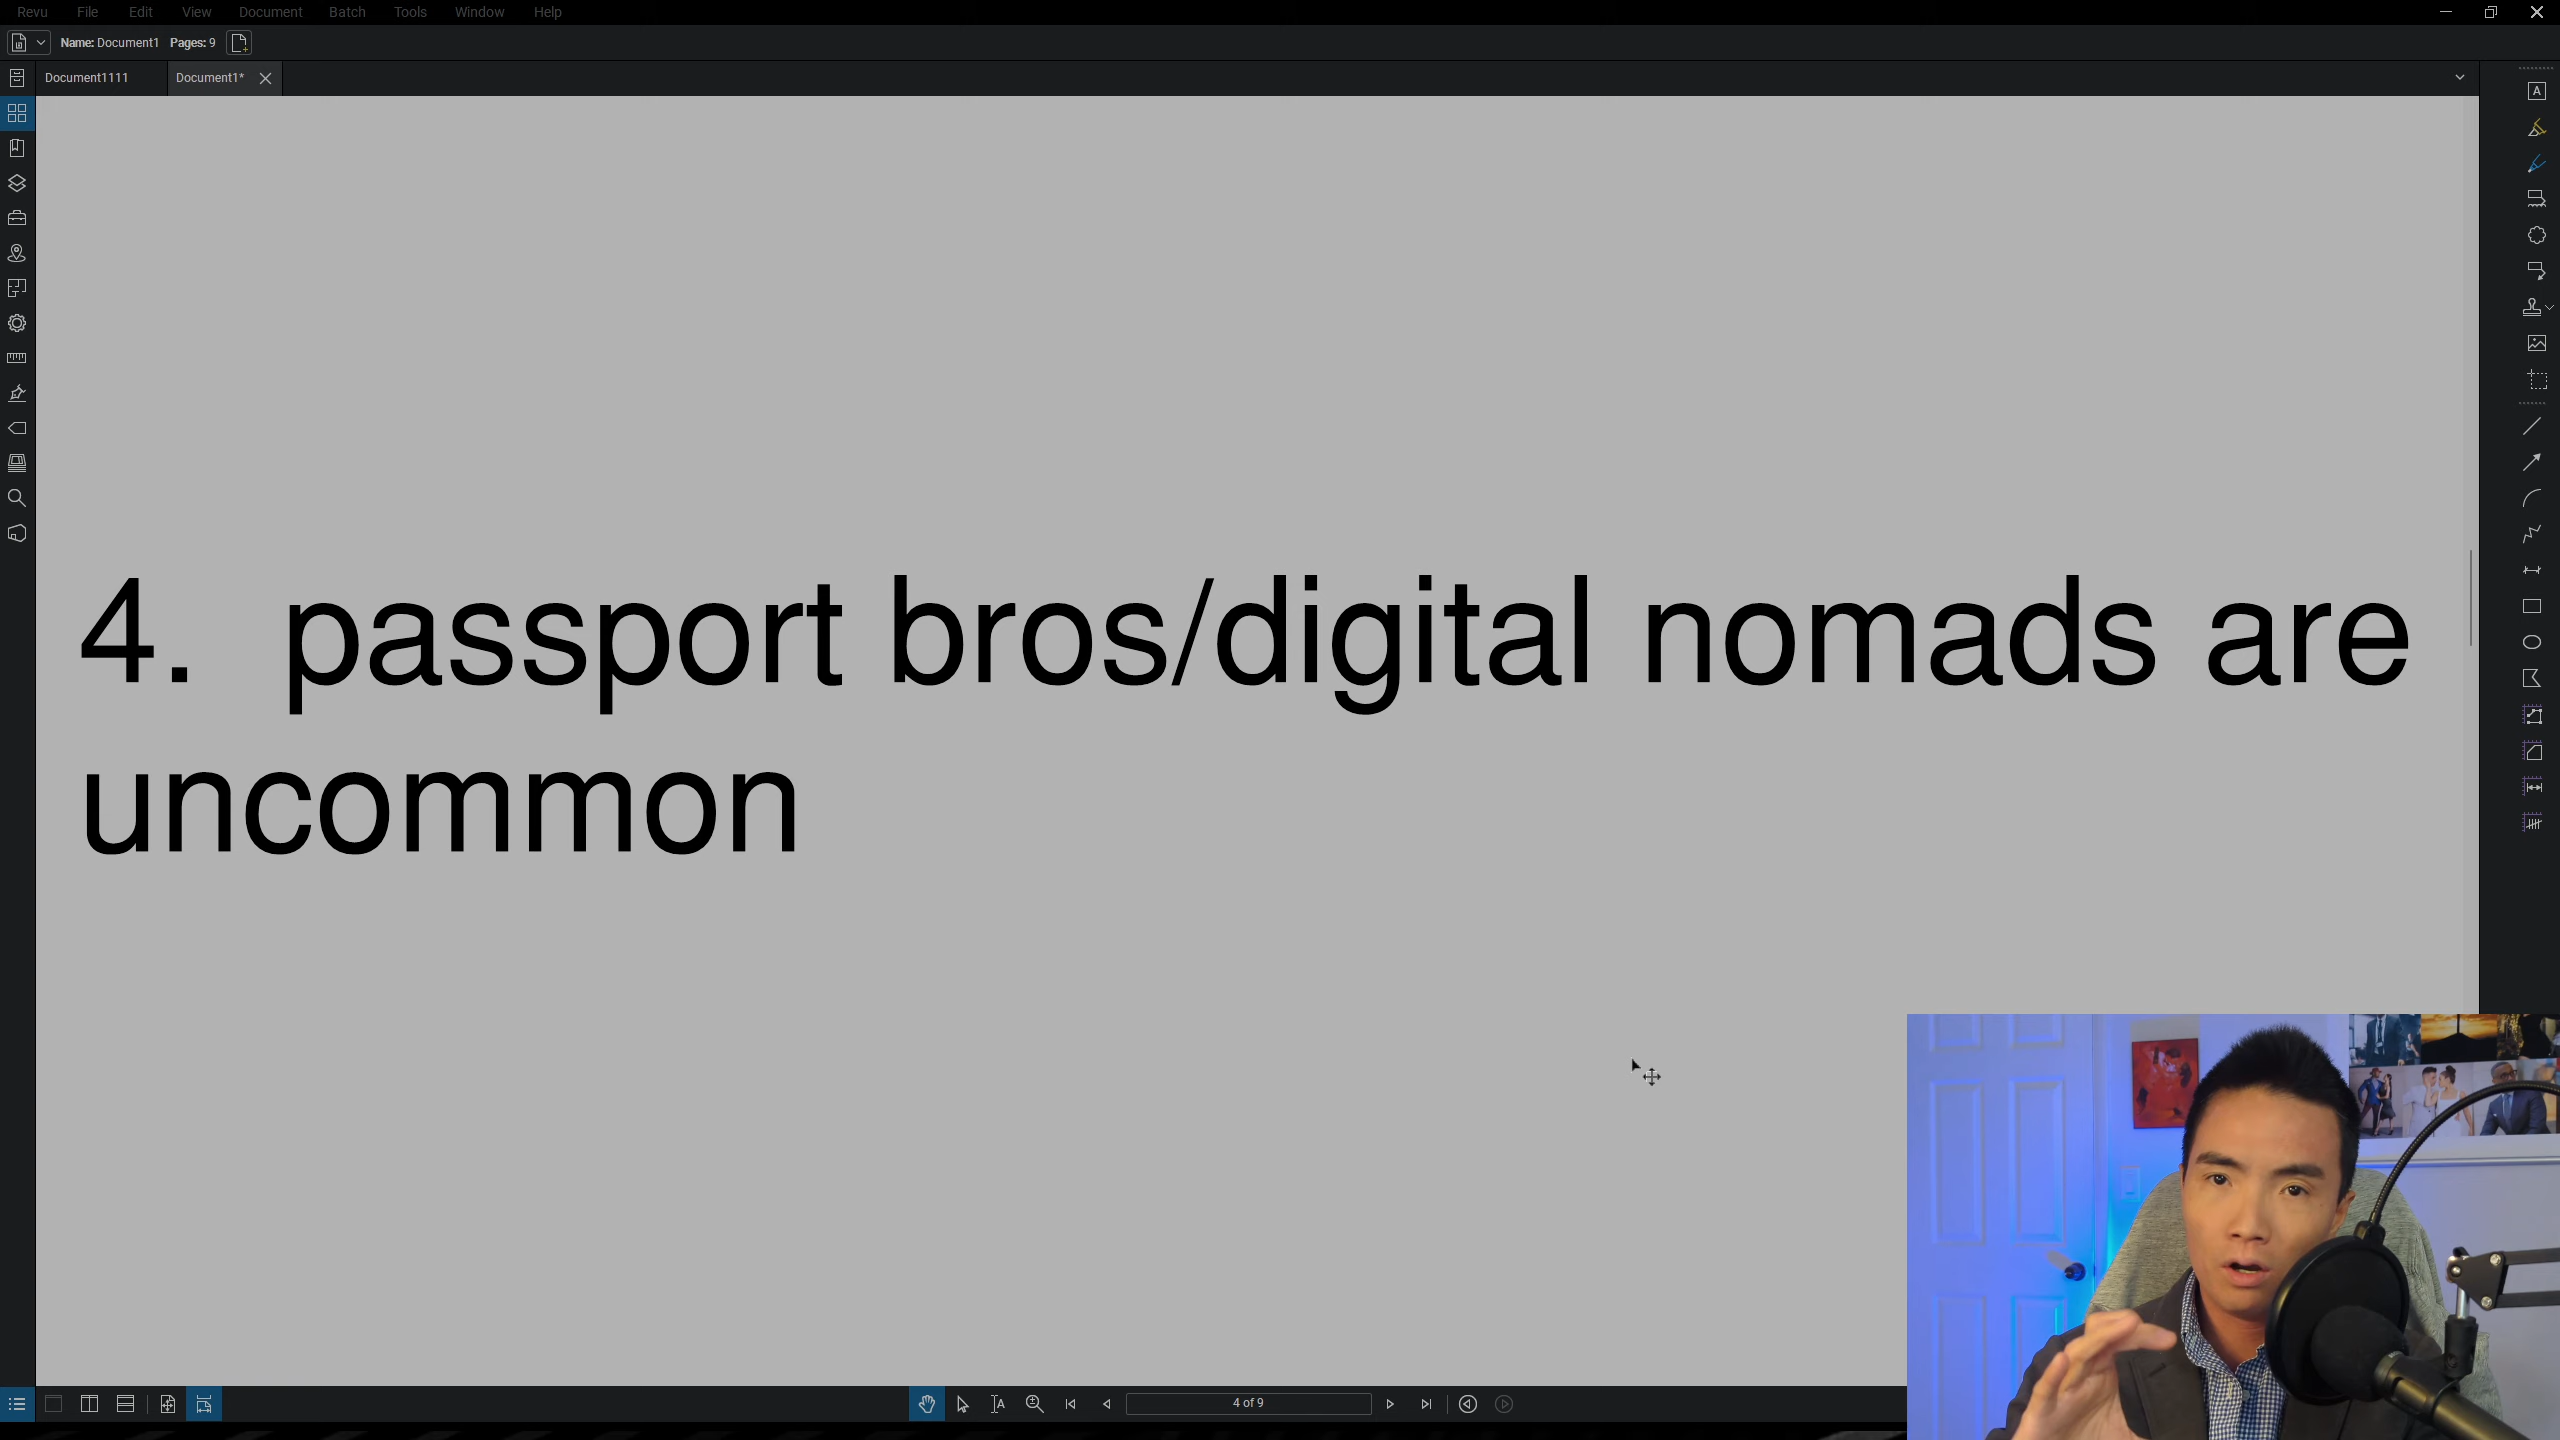 Revu File Edit View Document Batch Tools Window Help
Name: Document1 Pages: 9
Document1111 Document1*
4. passport bros/digital nomads are
uncommon
4 of 9